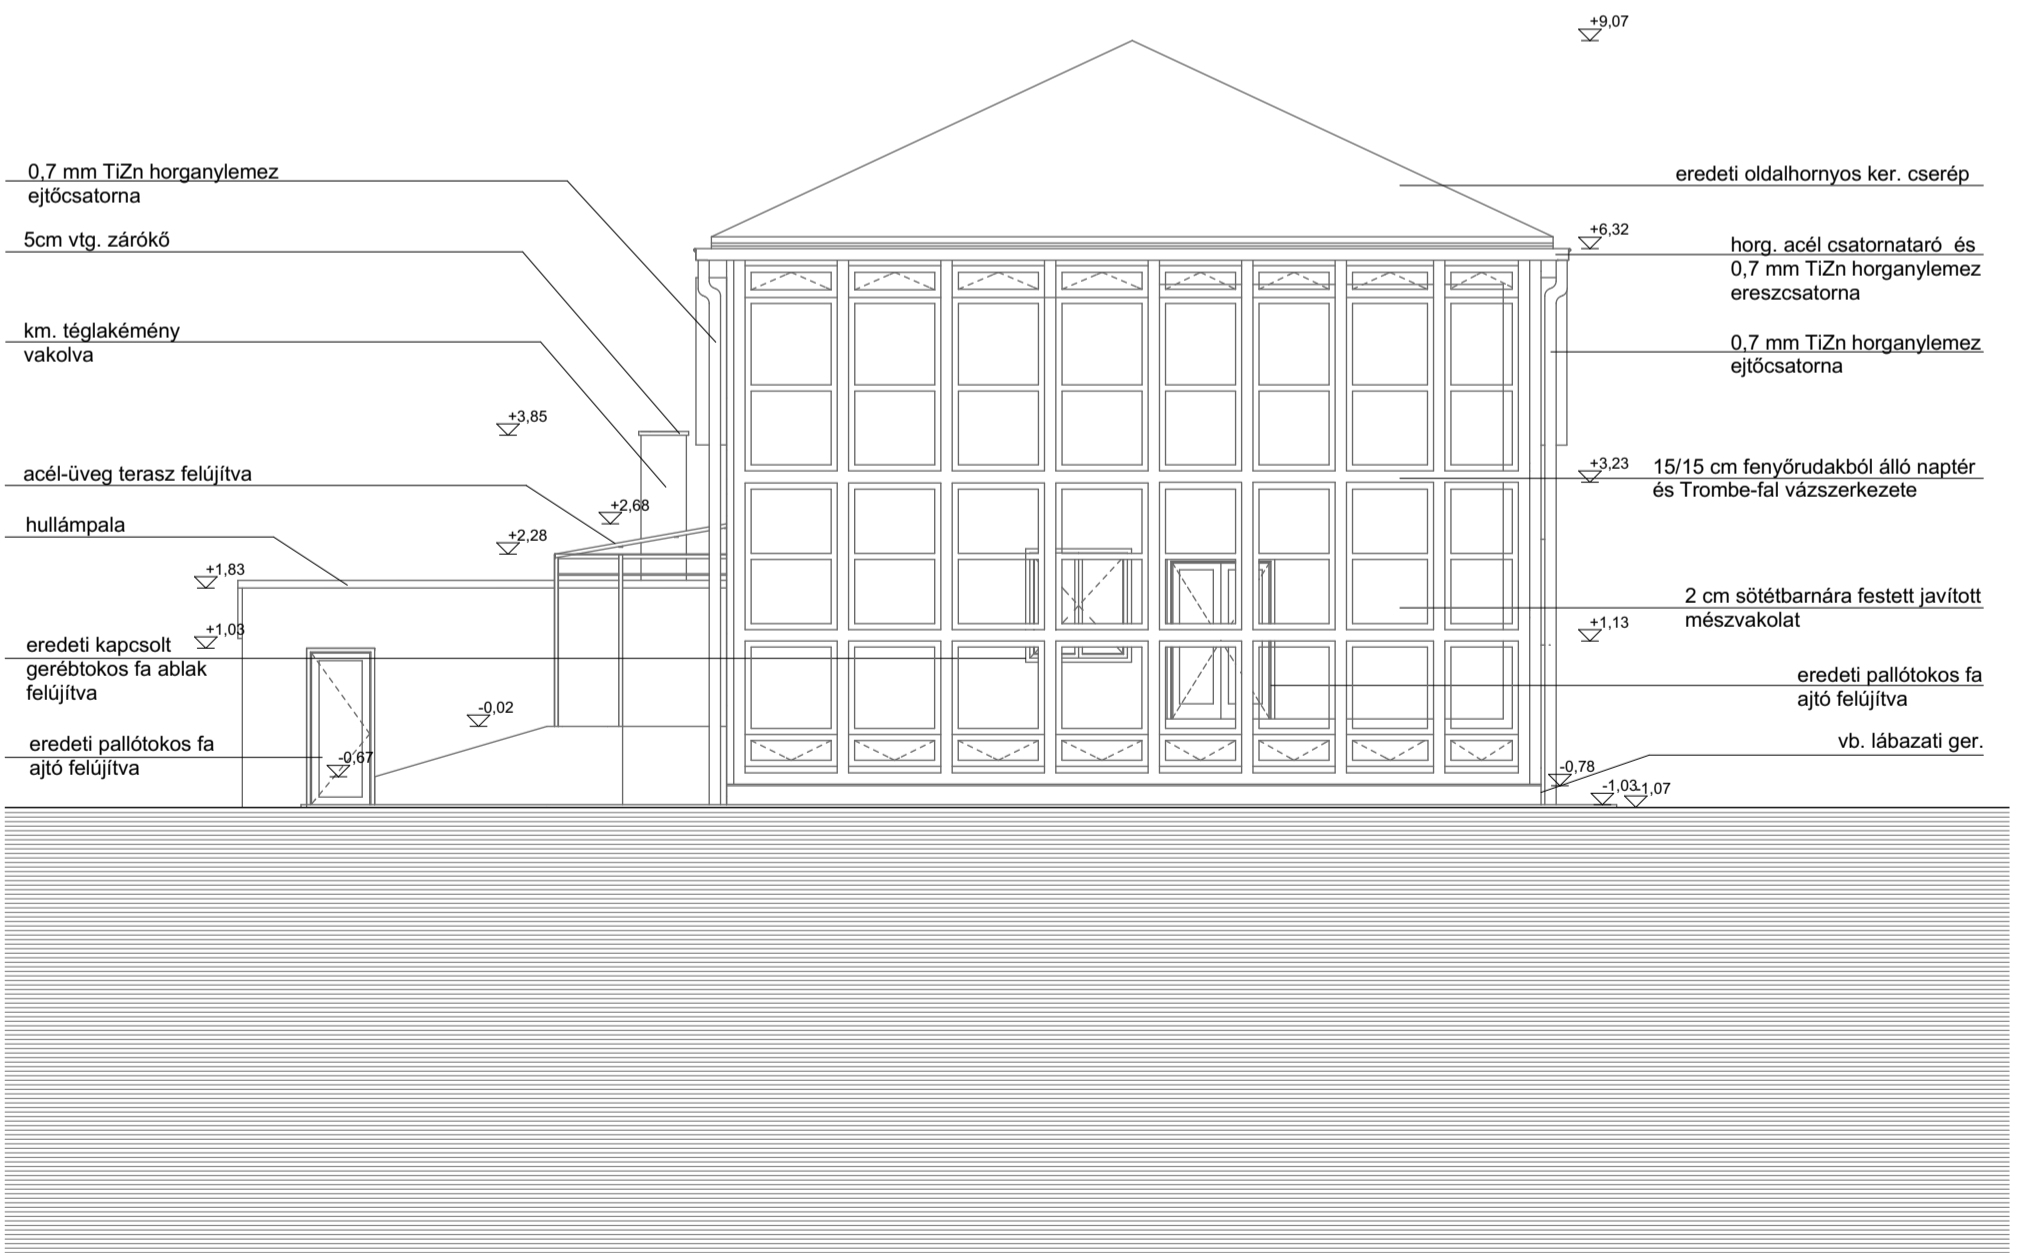 +9,07
0,7 mm TiZn horganylemez
ejtőcsatorna
eredeti oldalhornyos ker. cserép
5cm vtg. zárókő
+6,32
horg. acél csatornataró és
0,7 mm TiZn horganylemez
ereszcsatorna
km. téglakémény
vakolva
0,7 mm TiZn horganylemez
ejtőcsatorna
+3,85
acél-üveg terasz felújítva
+3,23
15/15 cm fenyőrudakból álló naptér
és Trombe-fal vázszerkezete
+2,68
hullámpala
+2,28
+1,83
2 cm sötétbarnára festett javított
mészvakolat
+1,03
+1,13
eredeti kapcsolt
gerébtokos fa ablak
felújítva
eredeti pallótokos fa
ajtó felújítva
-0,02
eredeti pallótokos fa
ajtó felújítva
-0,67
vb. lábazati ger.
-0,78
-1,03
-1,07